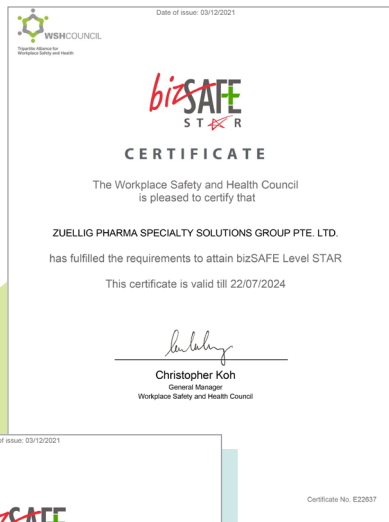 Date of issue: 03/12/2021
WSHCOUNCIL
Tripartite Alliance for
Workplace Safety and Health
bizSAFE
STAR
CERTIFICATE
The Workplace Safety and Health Council
is pleased to certify that
ZUELLIG PHARMA SPECIALTY SOLUTIONS GROUP PTE. LTD.
has fulfilled the requirements to attain bizSAFE Level STAR
This certificate is valid till 22/07/2024
Christopher Koh
General Manager
Workplace Safety and Health Council
of issue: 03/12/2021
Certificate No. E22637